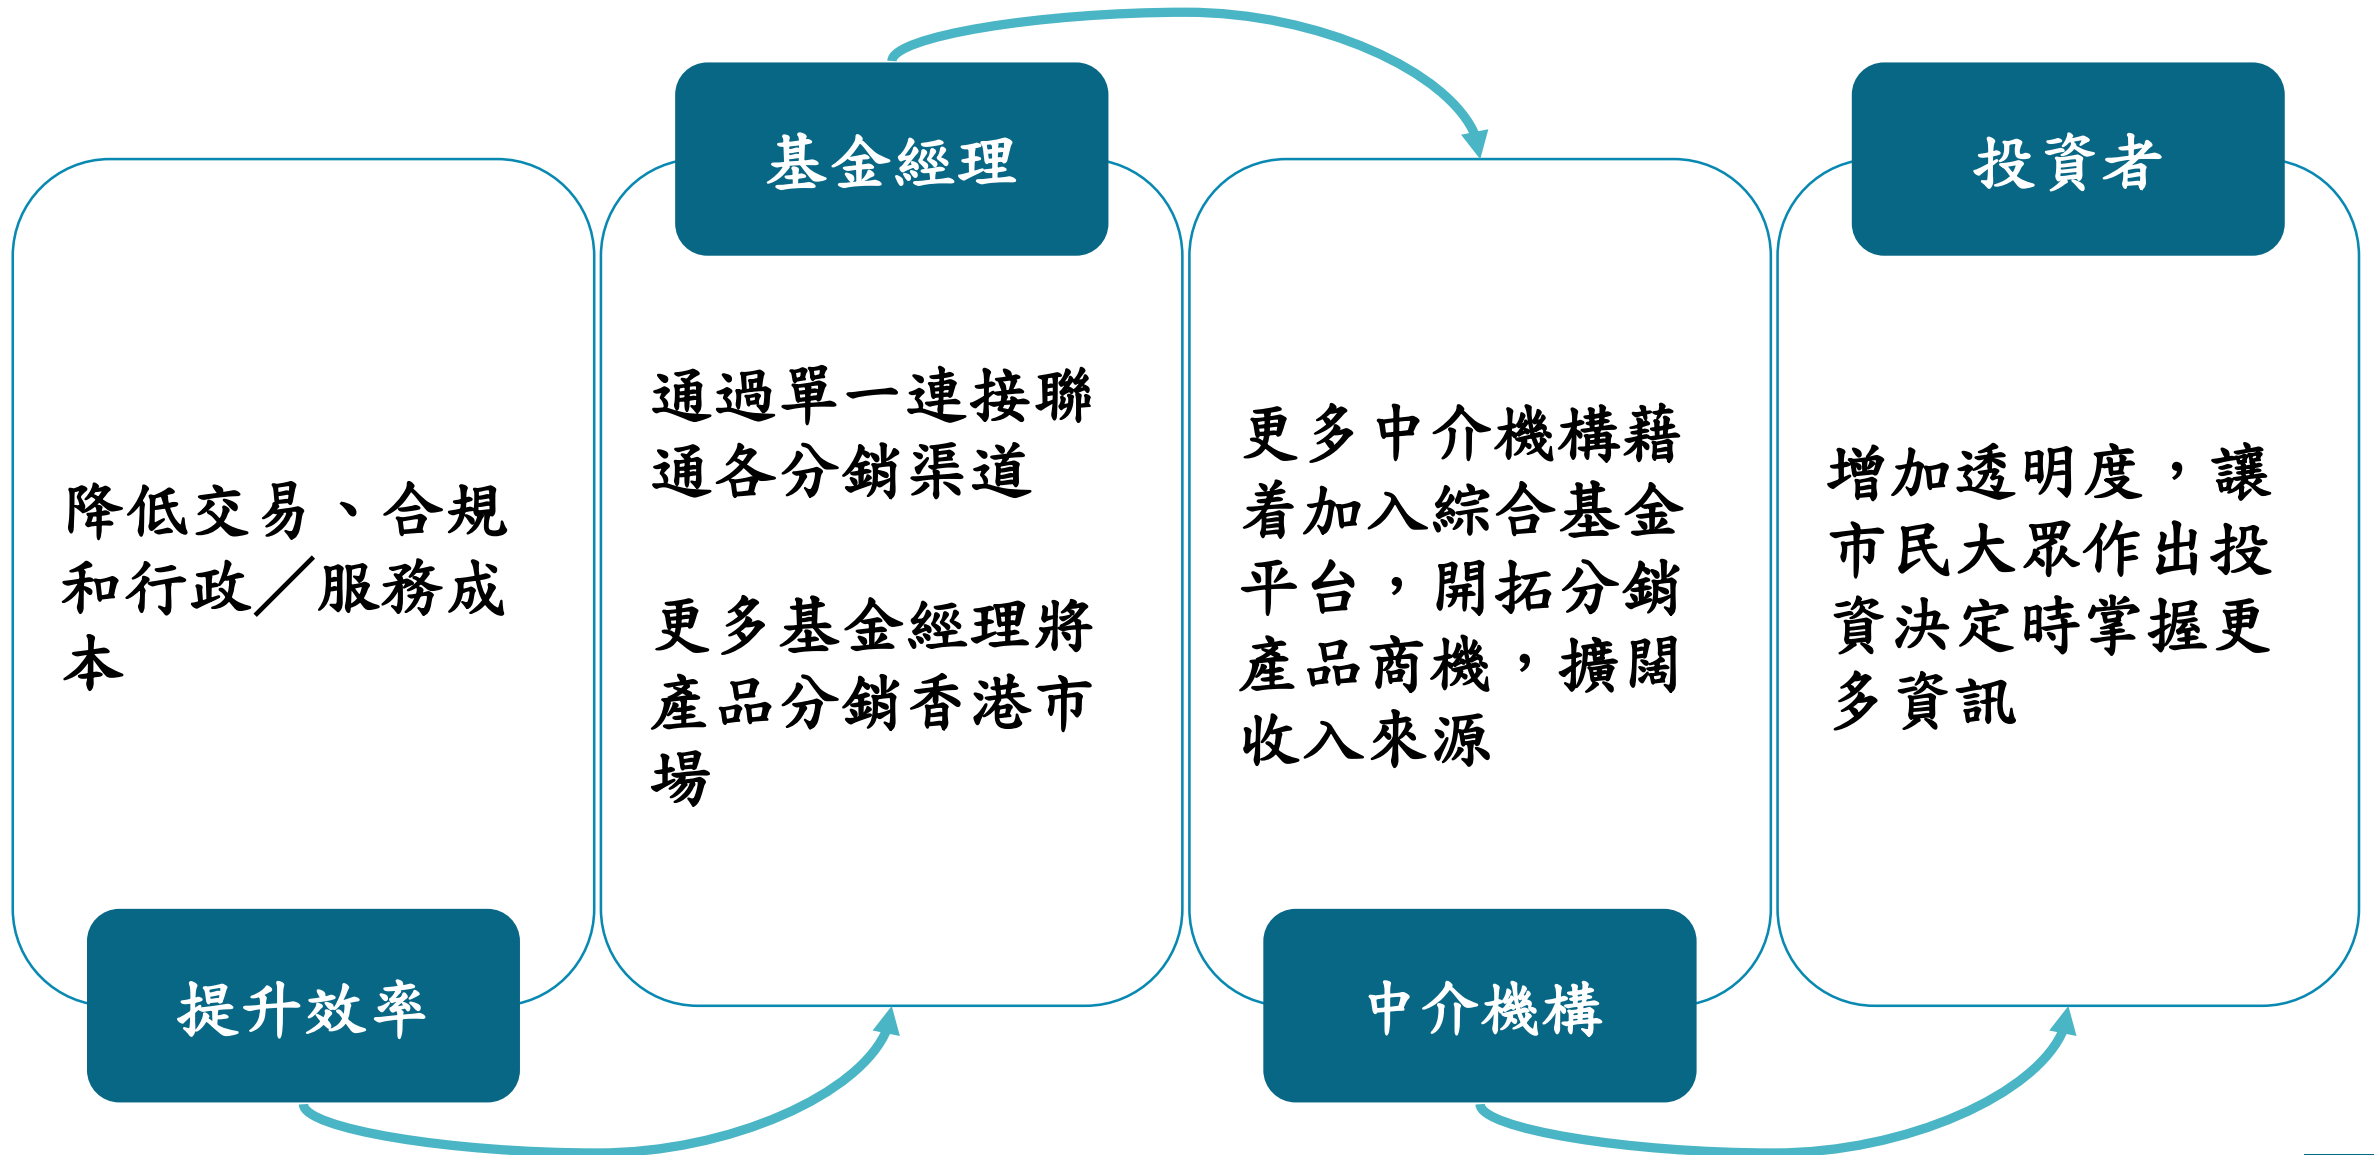 降低交易、合規
和行政／服務成
本
提升效率
基金經理
通過單一連接聯
通各分銷渠道
更多基金經理將
產品分銷香港市
場
更多中介機構藉
着加入綜合基金
平台，開拓分銷
產品商機，擴闊
收入來源
中介機構
投資者
增加透明度，讓
市民大眾作出投
資決定時掌握更
多資訊